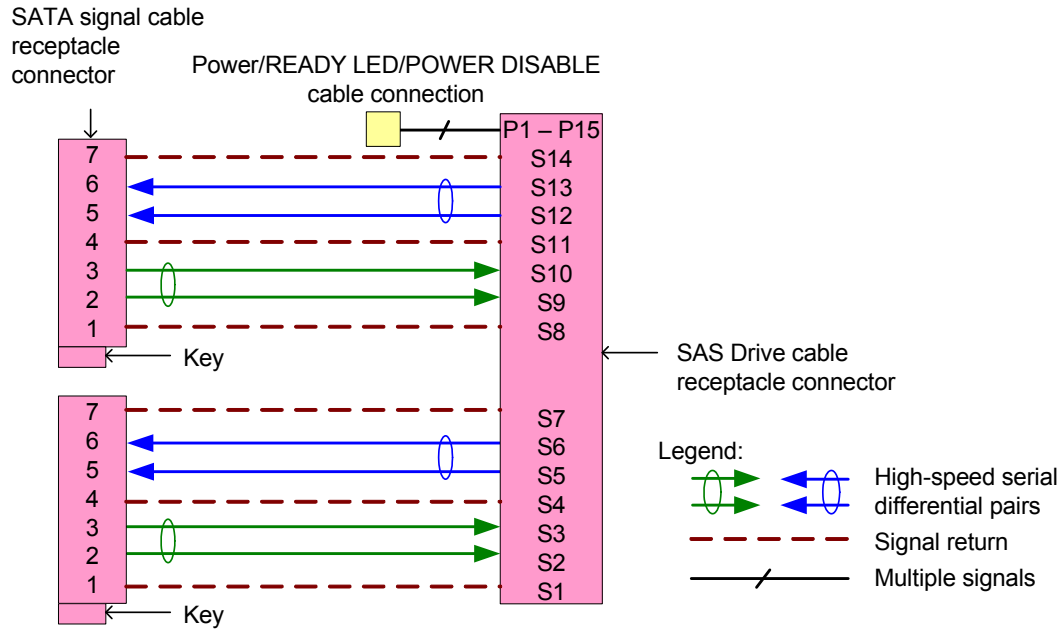 SATA signal cable
receptacle
connector
Power/READY LED/POWER DISABLE
cable connection
P1 – P15
7
S14
6
S13
5
S12
4
S11
3
S10
2
S9
1
S8
Key
SAS Drive cable
receptacle connector
7
S7
6
S6
5
S5
4
S4
3
S3
2
S2
1
S1
Key
Legend:
High-speed serial
differential pairs
Signal return
Multiple signals